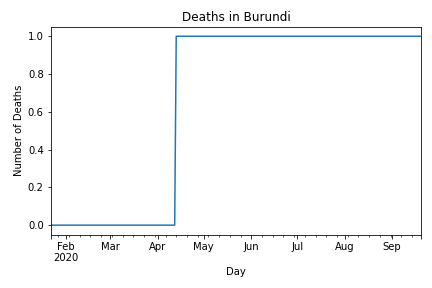 Deaths in Burundi
Number of Deaths
1.0
0.8
0.6
0.4
0.2
0.0
Feb Mar Apr May Jun Jul Aug Sep
2020
Day